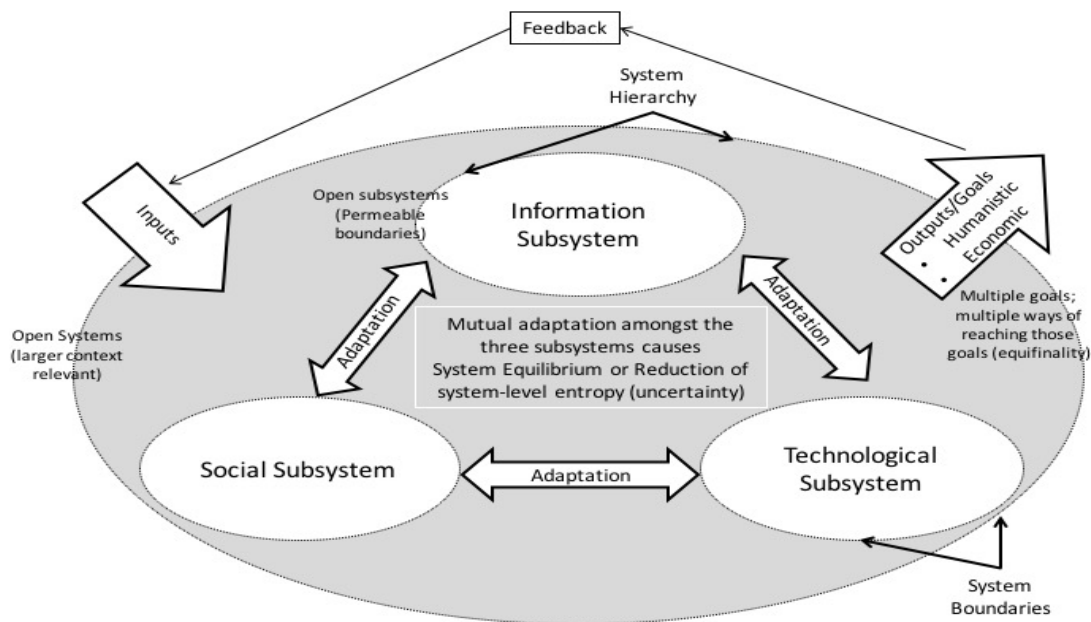 Feedback
System
Hierarchy
Inputs
Open subsystems
(Permeable
boundaries)
Information
Subsystem
Outputs/Goals
• Humanistic
• Economic
Open Systems
(larger context
relevant)
Adaptation
Mutual adaptation amongst the
three subsystems causes
System Equilibrium or Reduction of
system-level entropy (uncertainty)
Adaptation
Multiple goals;
multiple ways of
reaching those
goals (equifinality)
Social Subsystem
Adaptation
Technological
Subsystem
System
Boundaries